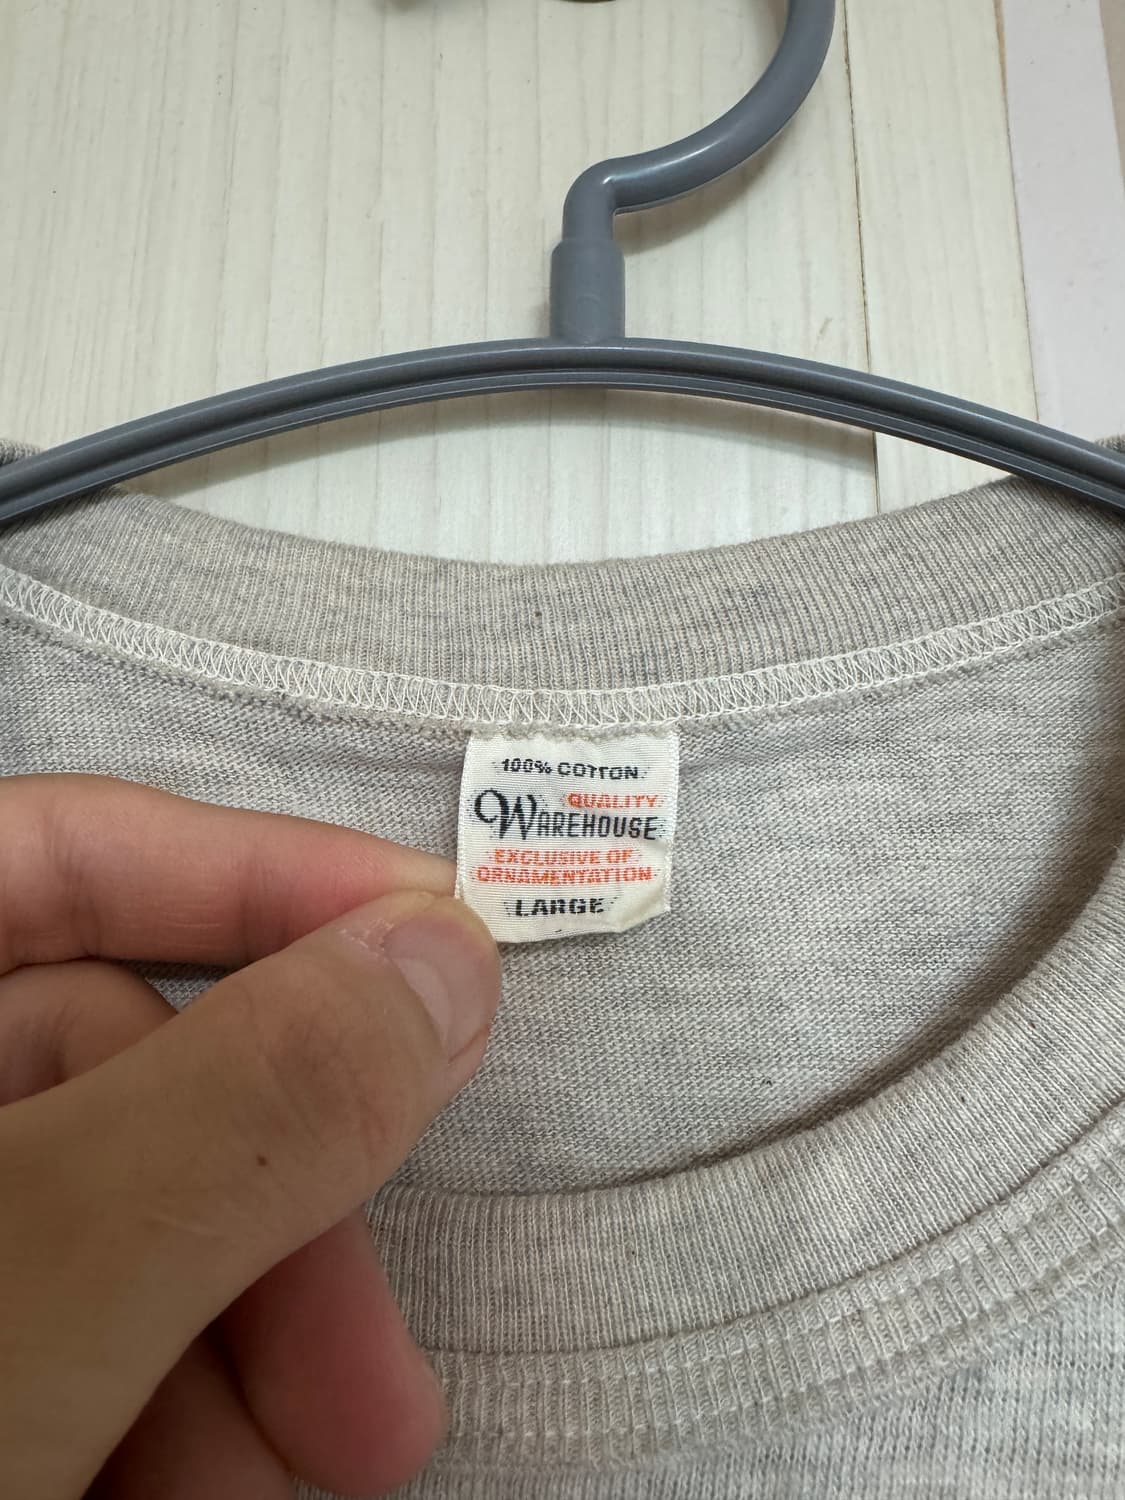 100% COTTON
QUALITY
WAREHOUSE
EXCLUSIVE OF
ORNAMENTATION
LARGE